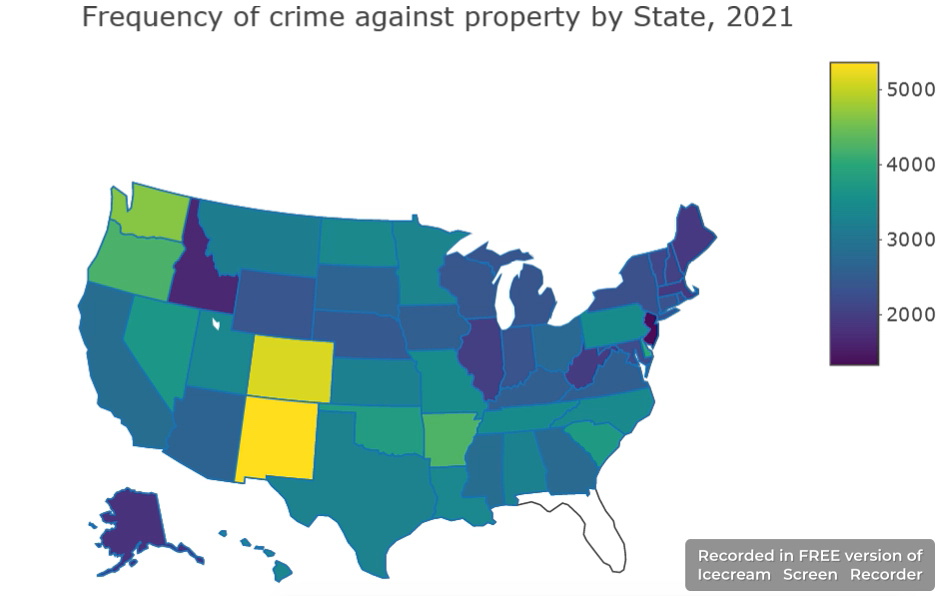 Frequency of crime against property by State, 2021
5000
4000
3000
2000
Recorded in FREE version of
Icecream Screen Recorder